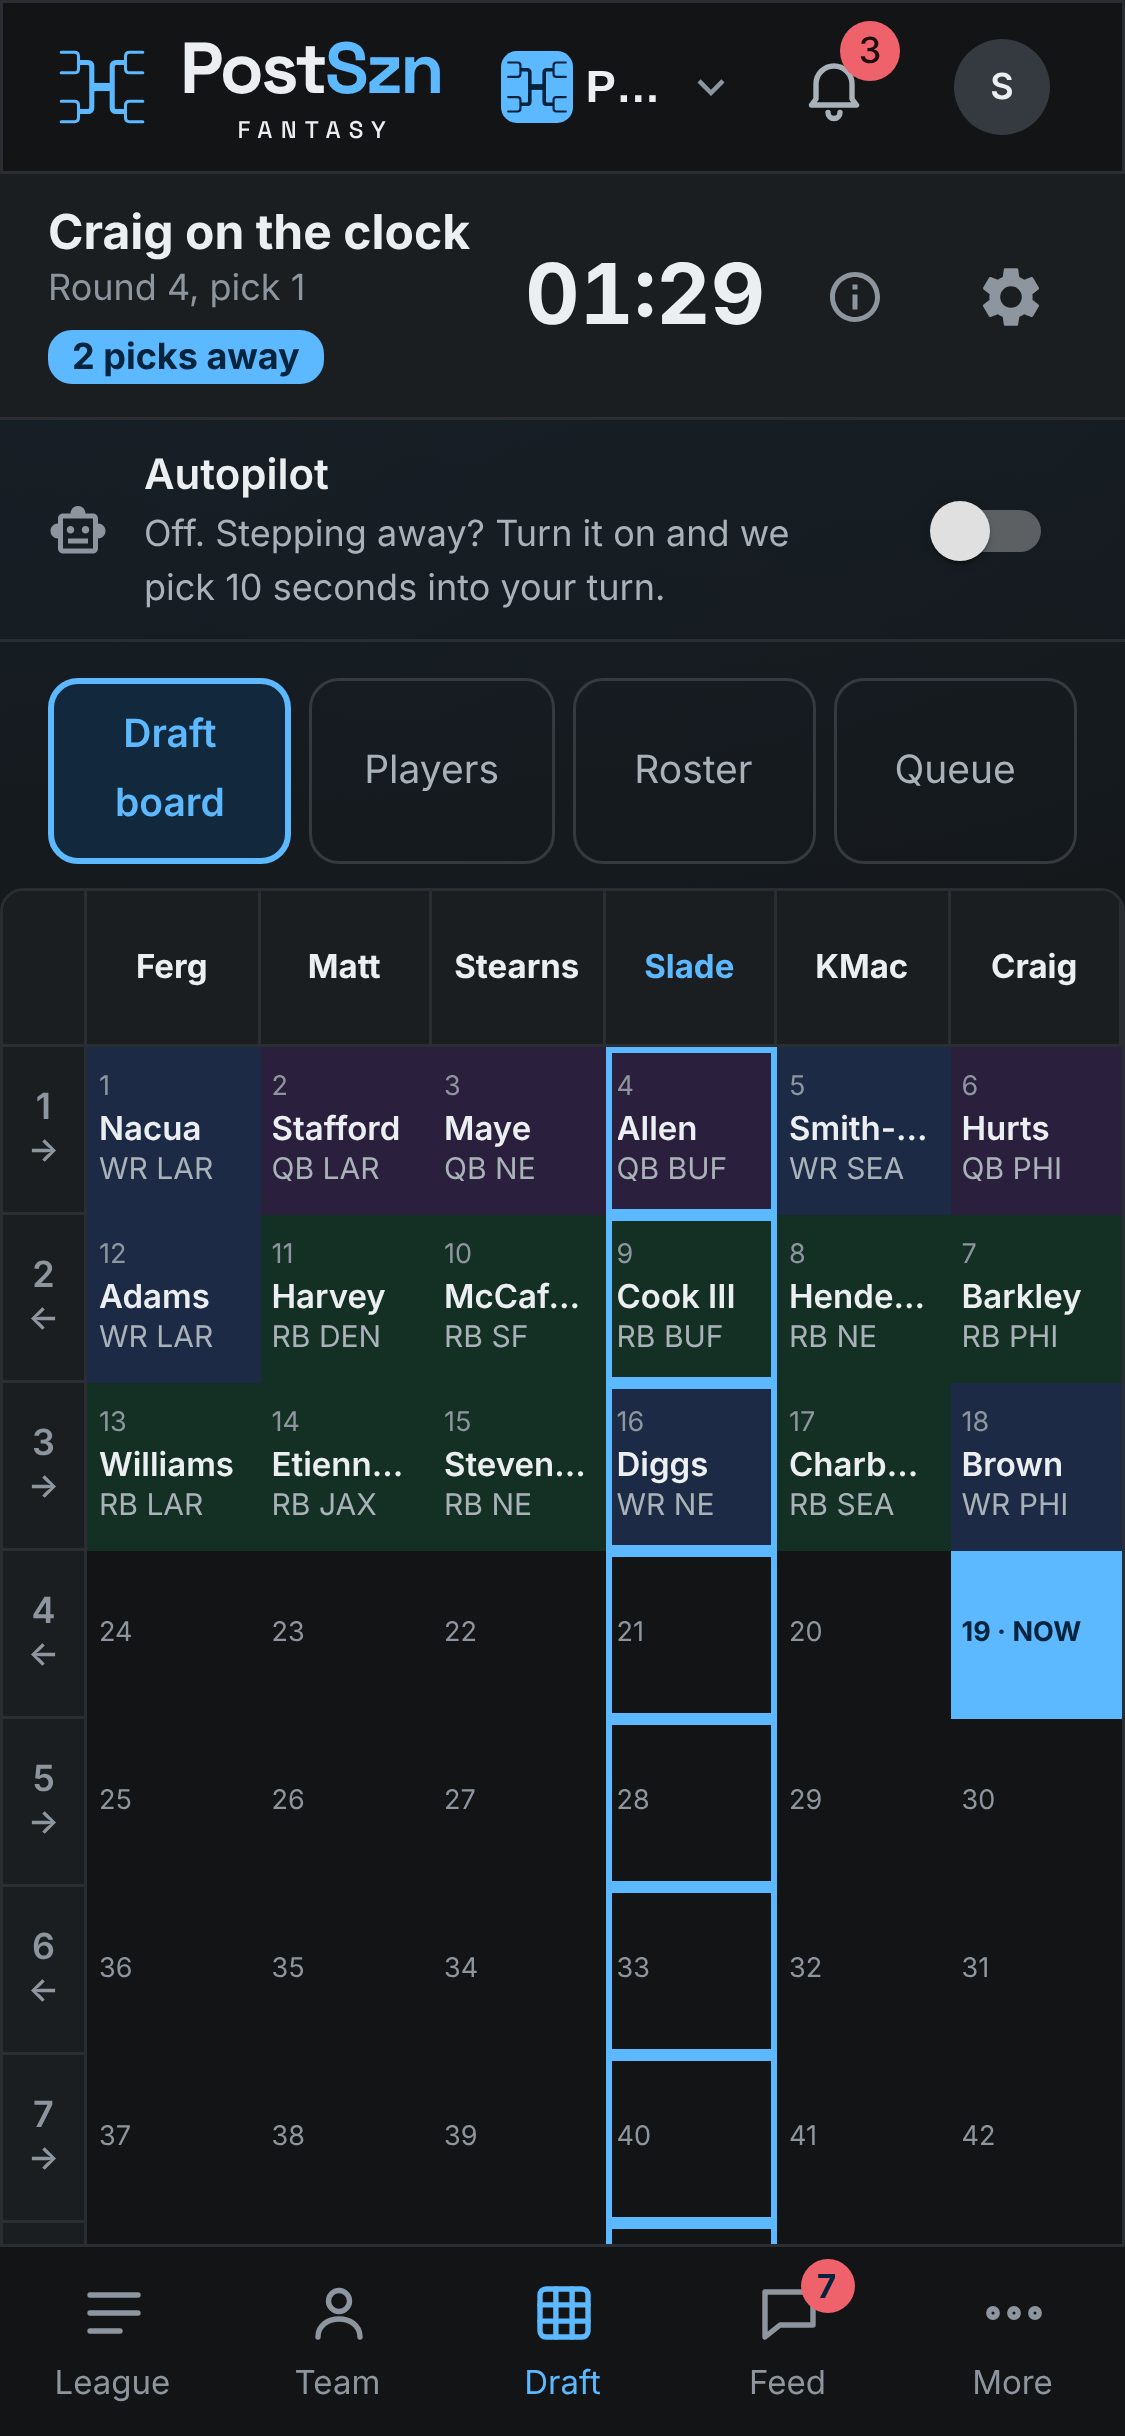 PostSzn
FANTASY
P...
3
S
Craig on the clock
Round 4, pick 1
2 picks away
01:29
Autopilot
Off. Stepping away? Turn it on and we
pick 10 seconds into your turn.
Draft
board
Players
Roster
Queue
Ferg Matt Stearns Slade KMac Craig
1 →
1 2 3 4 5 6
Nacua Stafford Maye Allen Smith-... Hurts
WR LAR QB LAR QB NE QB BUF WR SEA QB PHI
2 ←
12 11 10 9 8 7
Adams Harvey McCaf... Cook III Hende... Barkley
WR LAR RB DEN RB SF RB BUF RB NE RB PHI
3 →
13 14 15 16 17 18
Williams Etienn... Steven... Diggs Charb... Brown
RB LAR RB JAX RB NE WR NE RB SEA WR PHI
4 ←
24 23 22 21 20 19 · NOW
5 →
25 26 27 28 29 30
6 ←
36 35 34 33 32 31
7 →
37 38 39 40 41 42
7
League Team Draft Feed More